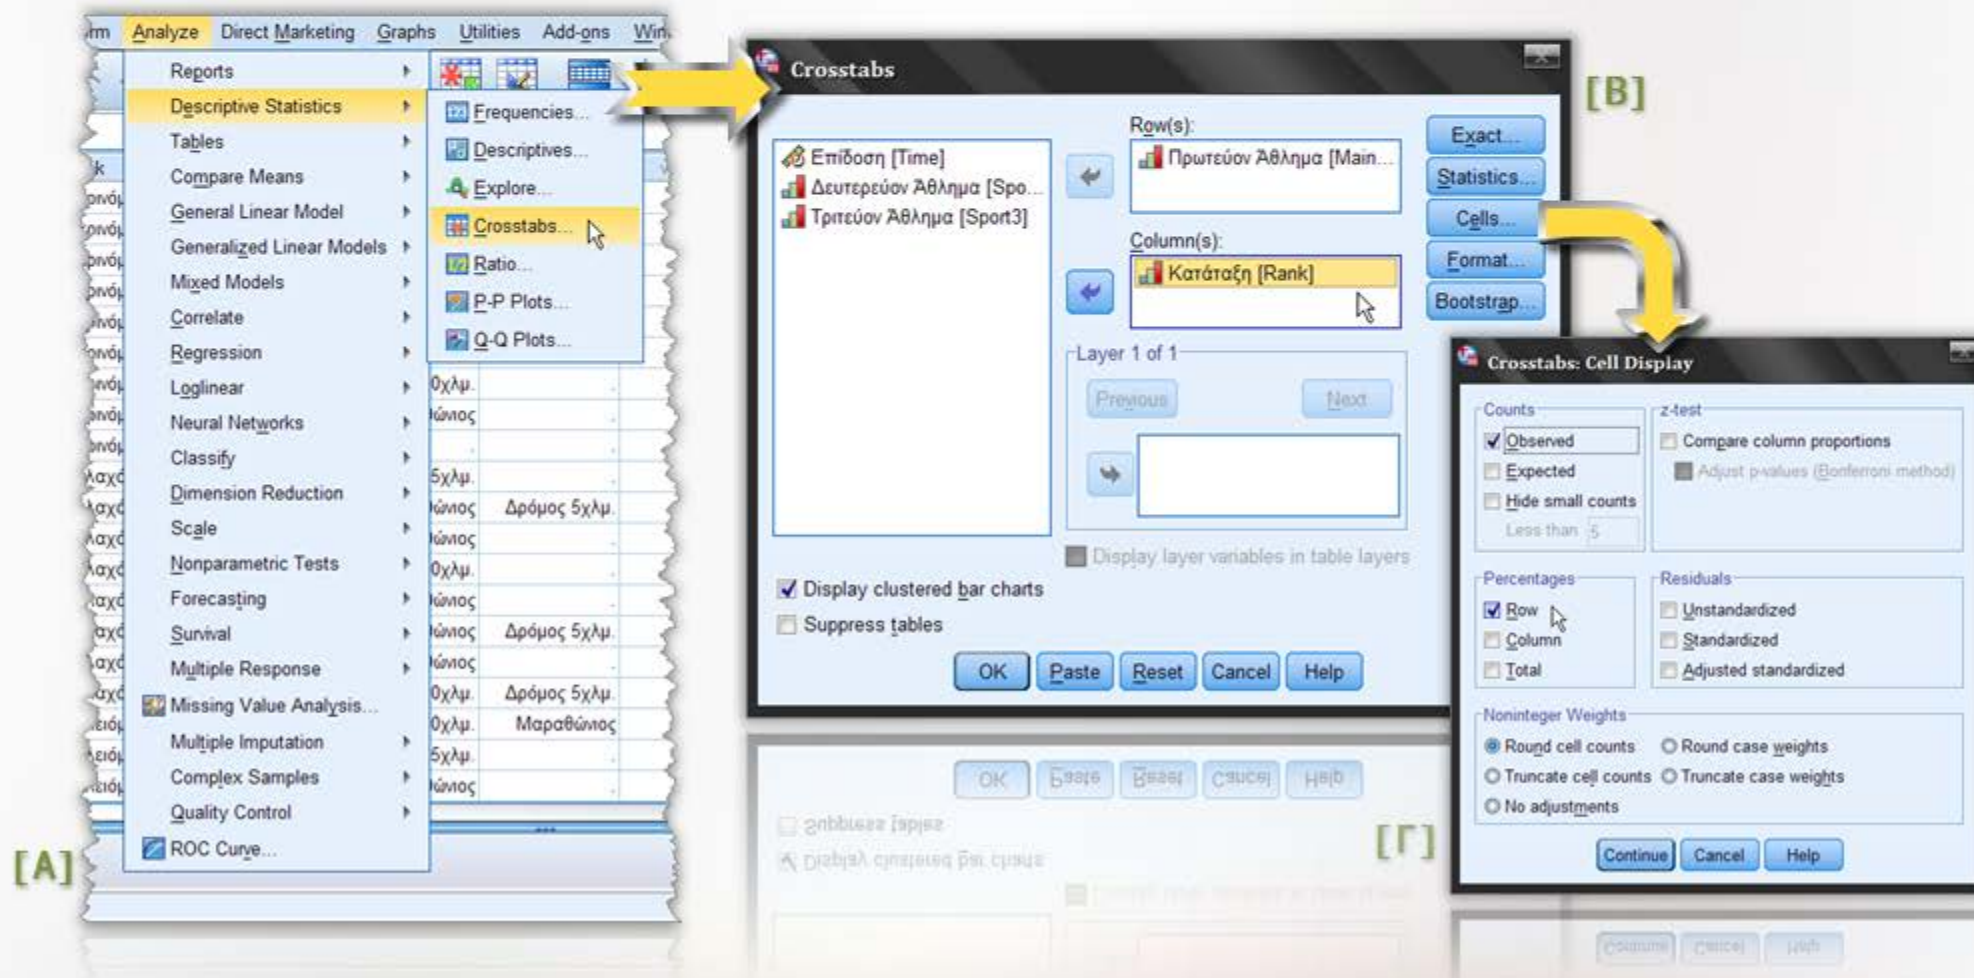 Analyze Direct Marketing Graphs Utilities Add-ons
Reports
Descriptive Statistics
Tables
Compare Means
General Linear Model
Generalized Linear Models
Mixed Models
Correlate
Regression
Loglinear
Neural Networks
Classify
Dimension Reduction
Scale
Nonparametric Tests
Forecasting
Survival
Multiple Response
Missing Value Analysis...
Multiple Imputation
Complex Samples
Quality Control
ROC Curve...
Frequencies...
Descriptives...
Explore...
Crosstabs...
Ratio...
P-P Plots...
Q-Q Plots...
Δρόμος 5χλμ.
Δρόμος 5χλμ.
Δρόμος 5χλμ.
Μαραθώνιος
[A]
Crosstabs
[B]
Επίδοση [Time]
Δευτερεύον Άθλημα [Spo...
Τριτεύον Άθλημα [Sport3]
Row(s):
Πρωτεύον Άθλημα [Main...
Column(s):
Κατάταξη [Rank]
Layer 1 of 1
Previous Next
Display layer variables in table layers
Exact...
Statistics...
Cells...
Format...
Bootstrap...
Display clustered bar charts
Suppress tables
OK Paste Reset Cancel Help
[Γ]
Crosstabs: Cell Display
Counts
Observed
Expected
Hide small counts
Less than 5
z-test
Compare column proportions
Adjust p-values (Bonferroni method)
Percentages
Row
Column
Total
Residuals
Unstandardized
Standardized
Adjusted standardized
Noninteger Weights
Round cell counts Round case weights
Truncate cell counts Truncate case weights
No adjustments
Continue Cancel Help